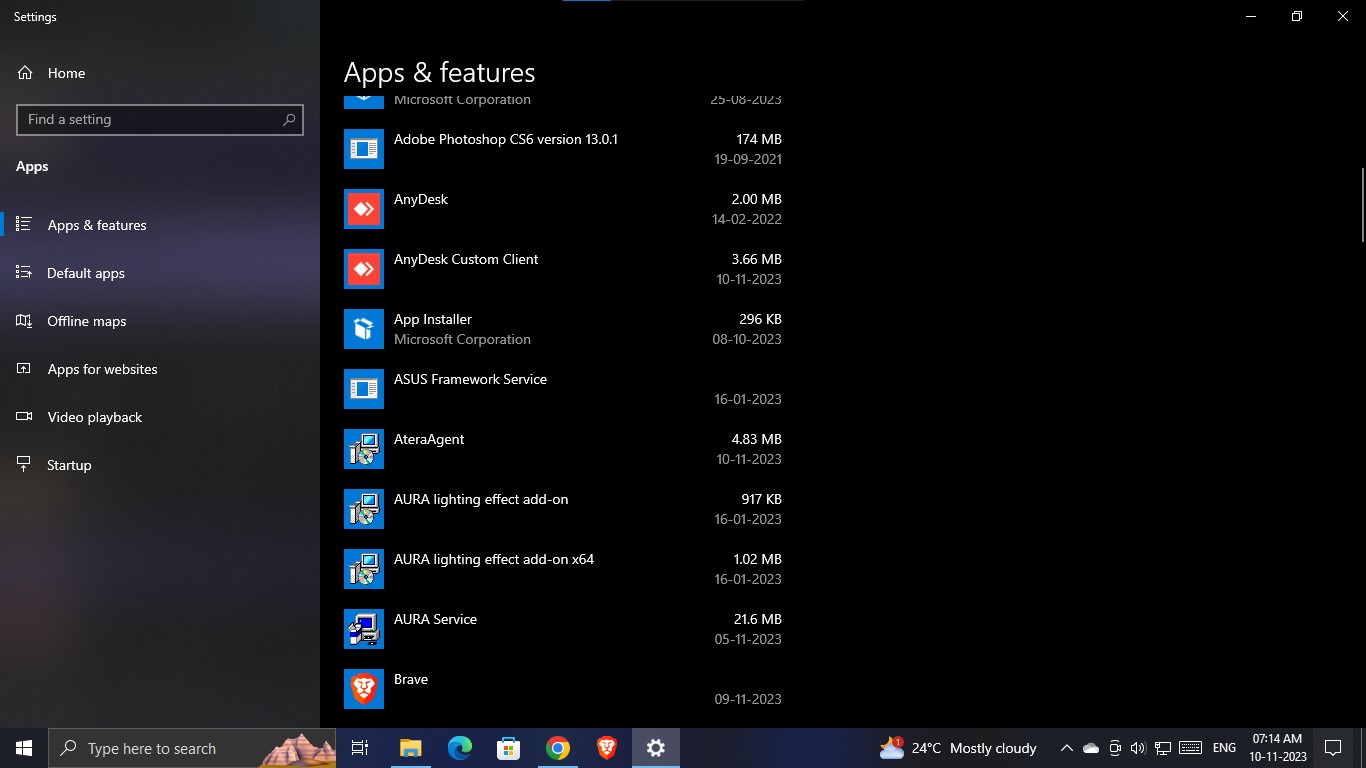 Settings
Home
Find a setting
Apps
Apps & features
Default apps
Offline maps
Apps for websites
Video playback
Startup
Apps & features
Microsoft Corporation 25-08-2023
Adobe Photoshop CS6 version 13.0.1 174 MB
19-09-2021
AnyDesk 2.00 MB
14-02-2022
AnyDesk Custom Client 3.66 MB
10-11-2023
App Installer 296 KB
Microsoft Corporation 08-10-2023
ASUS Framework Service
16-01-2023
AteraAgent 4.83 MB
10-11-2023
AURA lighting effect add-on 917 KB
16-01-2023
AURA lighting effect add-on x64 1.02 MB
16-01-2023
AURA Service 21.6 MB
05-11-2023
Brave
09-11-2023
Type here to search
1
24°C Mostly cloudy
ENG
07:14 AM
10-11-2023